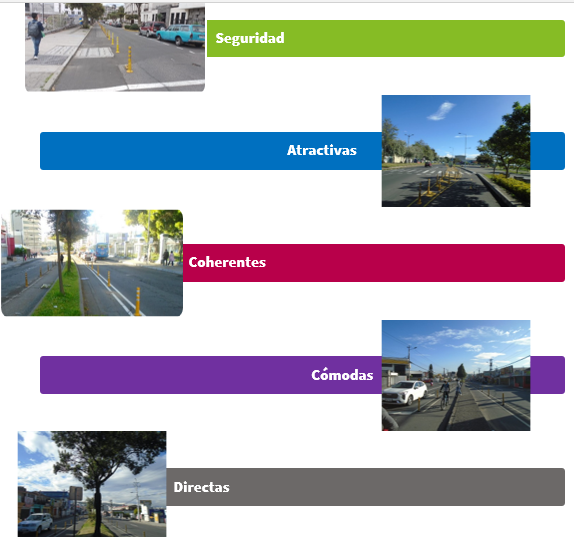 Seguridad
Atractivas
Coherentes
Cómodas
Directas